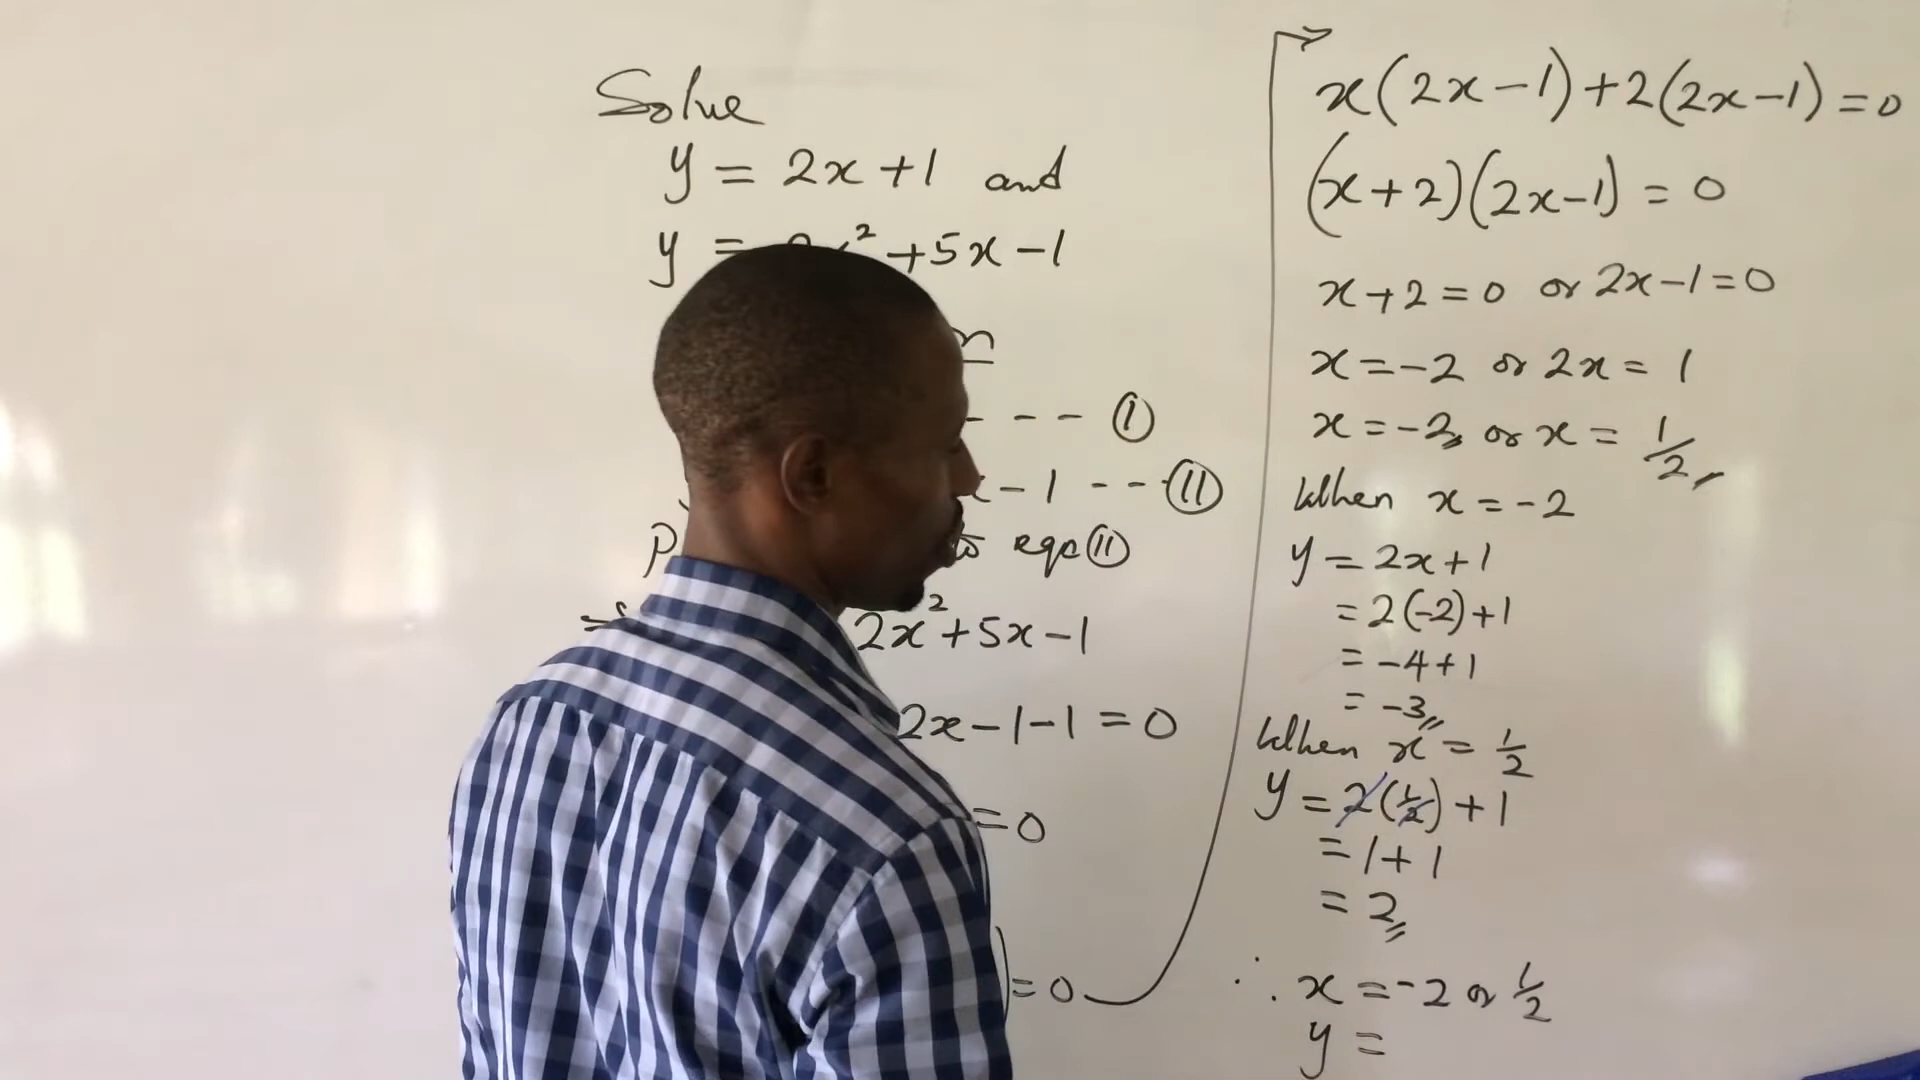 Solve
y = 2x + 1 and
y = 2x² + 5x - 1
- - - (I)
x - 1 - - - (II)
to eqn (II)
2x² + 5x - 1
2x - 1 - 1 = 0
= 0
) = 0
x(2x - 1) + 2(2x - 1) = 0
(x + 2)(2x - 1) = 0
x + 2 = 0 or 2x - 1 = 0
x = -2 or 2x = 1
x = -2 or x = 1/2
When x = -2
y = 2x + 1
= 2(-2) + 1
= -4 + 1
= -3
When x = 1/2
y = 2(1/2) + 1
= 1 + 1
= 2
∴ x = -2 or 1/2
y =